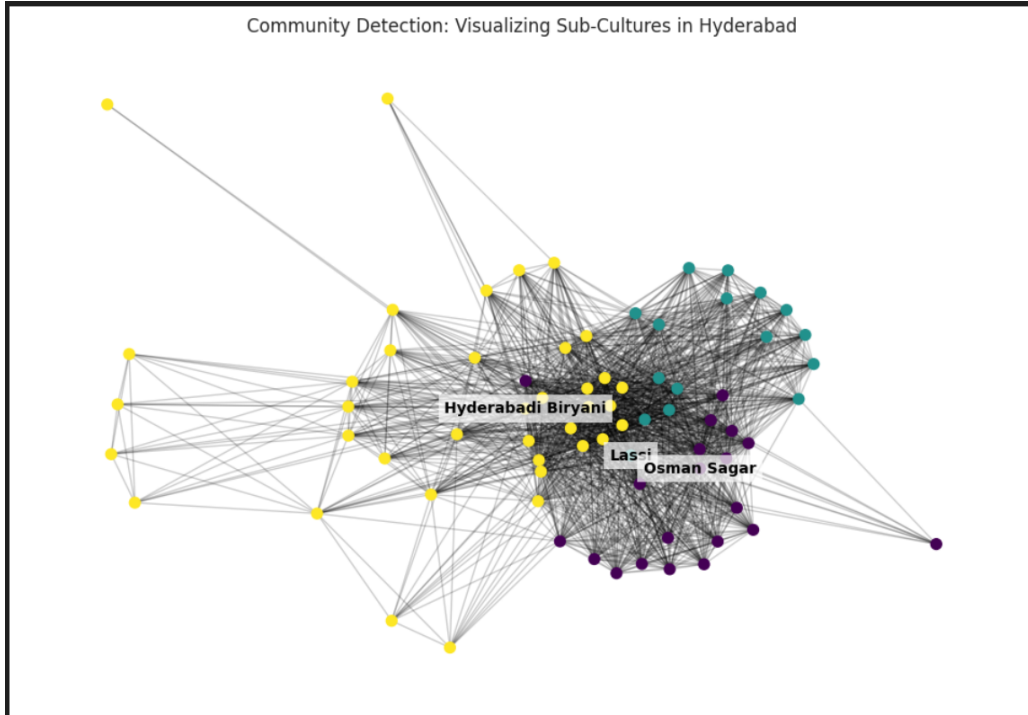 Community Detection: Visualizing Sub-Cultures in Hyderabad
Hyderabadi Biryani
Lassi
Osman Sagar